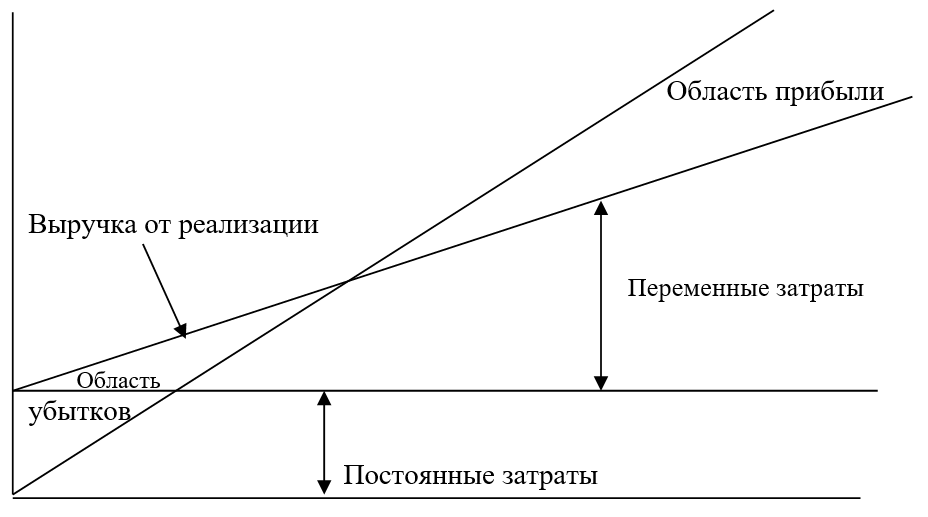 Область прибыли
Выручка от реализации
Переменные затраты
Область
убытков
Постоянные затраты